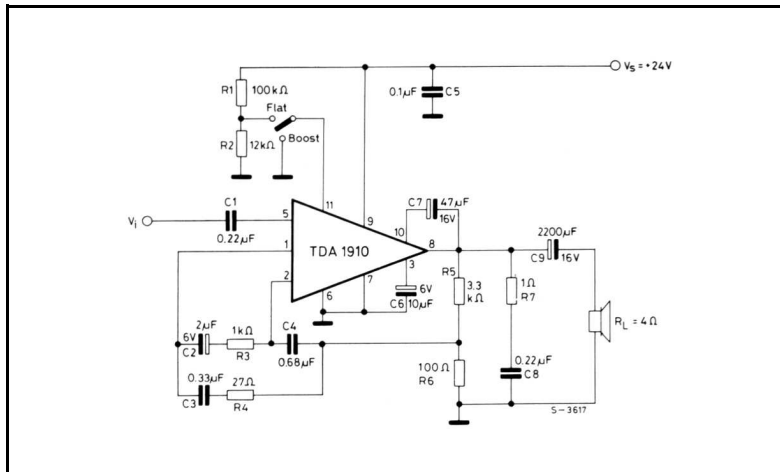 Vs = +24V
R1
100kΩ
Flat
0.1µF
C5
R2
12kΩ
Boost
C1
Vi
0.22µF
5
1
2
11
TDA 1910
9
10
8
3
6
7
C7
47µF
16V
6V
C6
10µF
R5
3.3
kΩ
2200µF
C9
16V
1Ω
R7
RL = 4Ω
2µF
6V
C2
1kΩ
R3
C4
0.68µF
100Ω
R6
0.22µF
C8
0.33µF
C3
27Ω
R4
S-3617